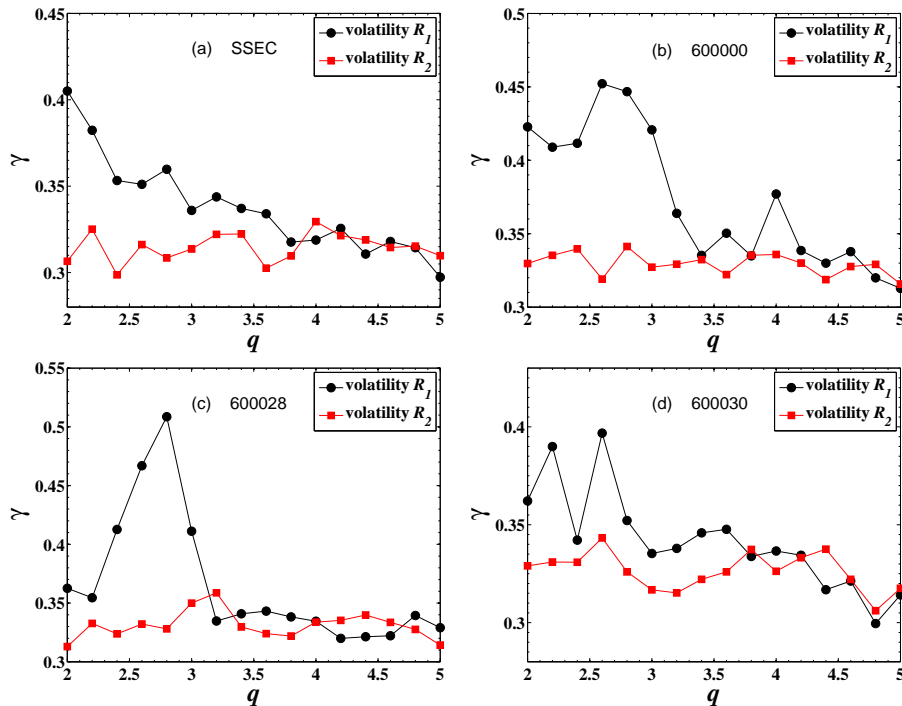 0.45
0.4
0.35
0.3
γ
2
2.5
3
3.5
4
4.5
5
q
(a) SSEC
volatility R1
volatility R2
0.5
0.45
0.4
0.35
0.3
γ
2
2.5
3
3.5
4
4.5
5
q
(b) 600000
volatility R1
volatility R2
0.55
0.5
0.45
0.4
0.35
0.3
γ
2
2.5
3
3.5
4
4.5
5
q
(c) 600028
volatility R1
volatility R2
0.4
0.35
0.3
γ
2
2.5
3
3.5
4
4.5
5
q
(d) 600030
volatility R1
volatility R2